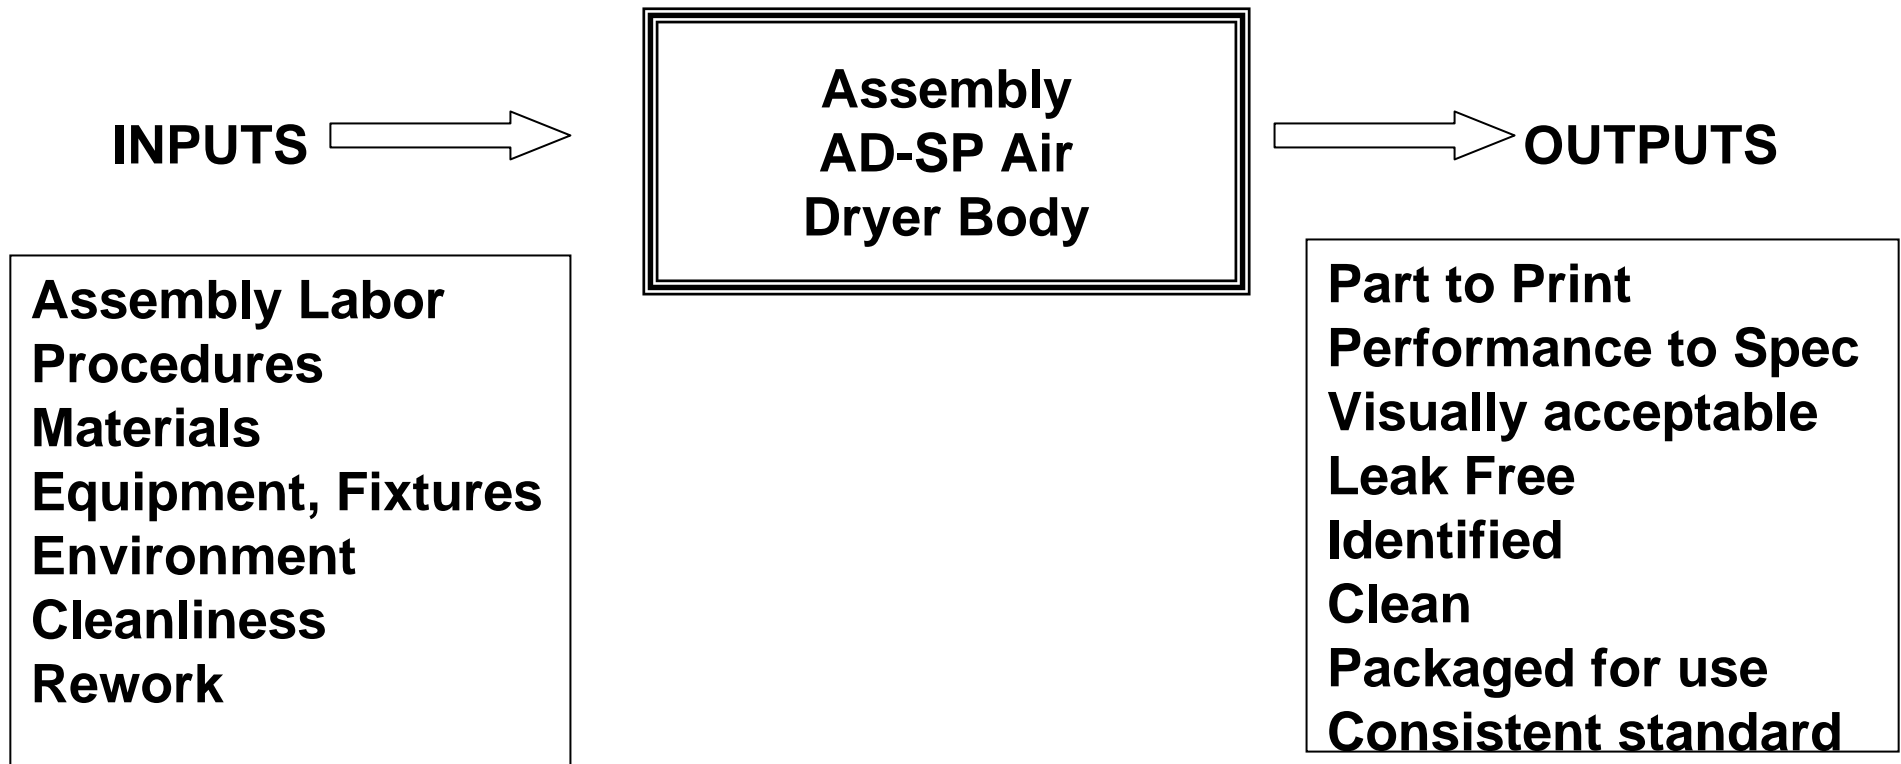 INPUTS
Assembly
AD-SP Air
Dryer Body
OUTPUTS
Assembly Labor
Procedures
Materials
Equipment, Fixtures
Environment
Cleanliness
Rework
Part to Print
Performance to Spec
Visually acceptable
Leak Free
Identified
Clean
Packaged for use
Consistent standard